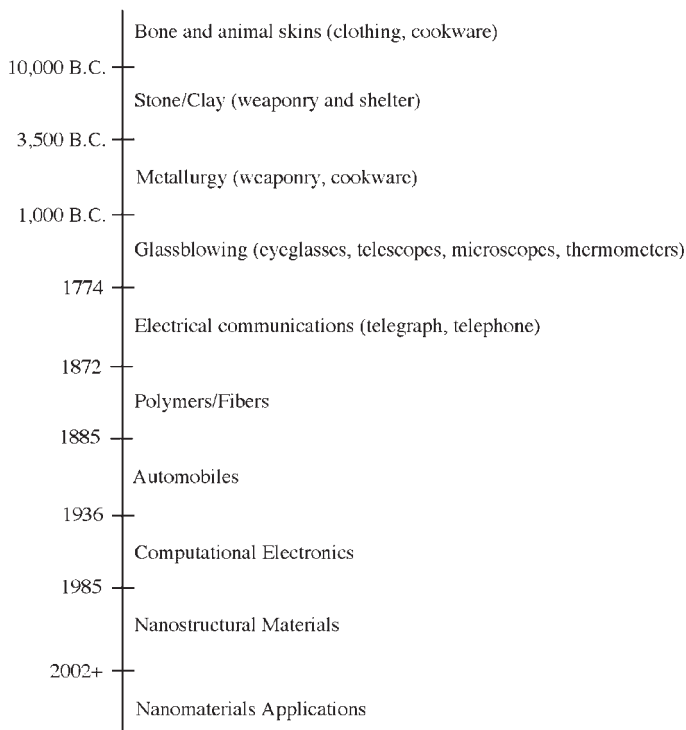 Bone and animal skins (clothing, cookware)
10,000 B.C.
Stone/Clay (weaponry and shelter)
3,500 B.C.
Metallurgy (weaponry, cookware)
1,000 B.C.
Glassblowing (eyeglasses, telescopes, microscopes, thermometers)
1774
Electrical communications (telegraph, telephone)
1872
Polymers/Fibers
1885
Automobiles
1936
Computational Electronics
1985
Nanostructural Materials
2002+
Nanomaterials Applications